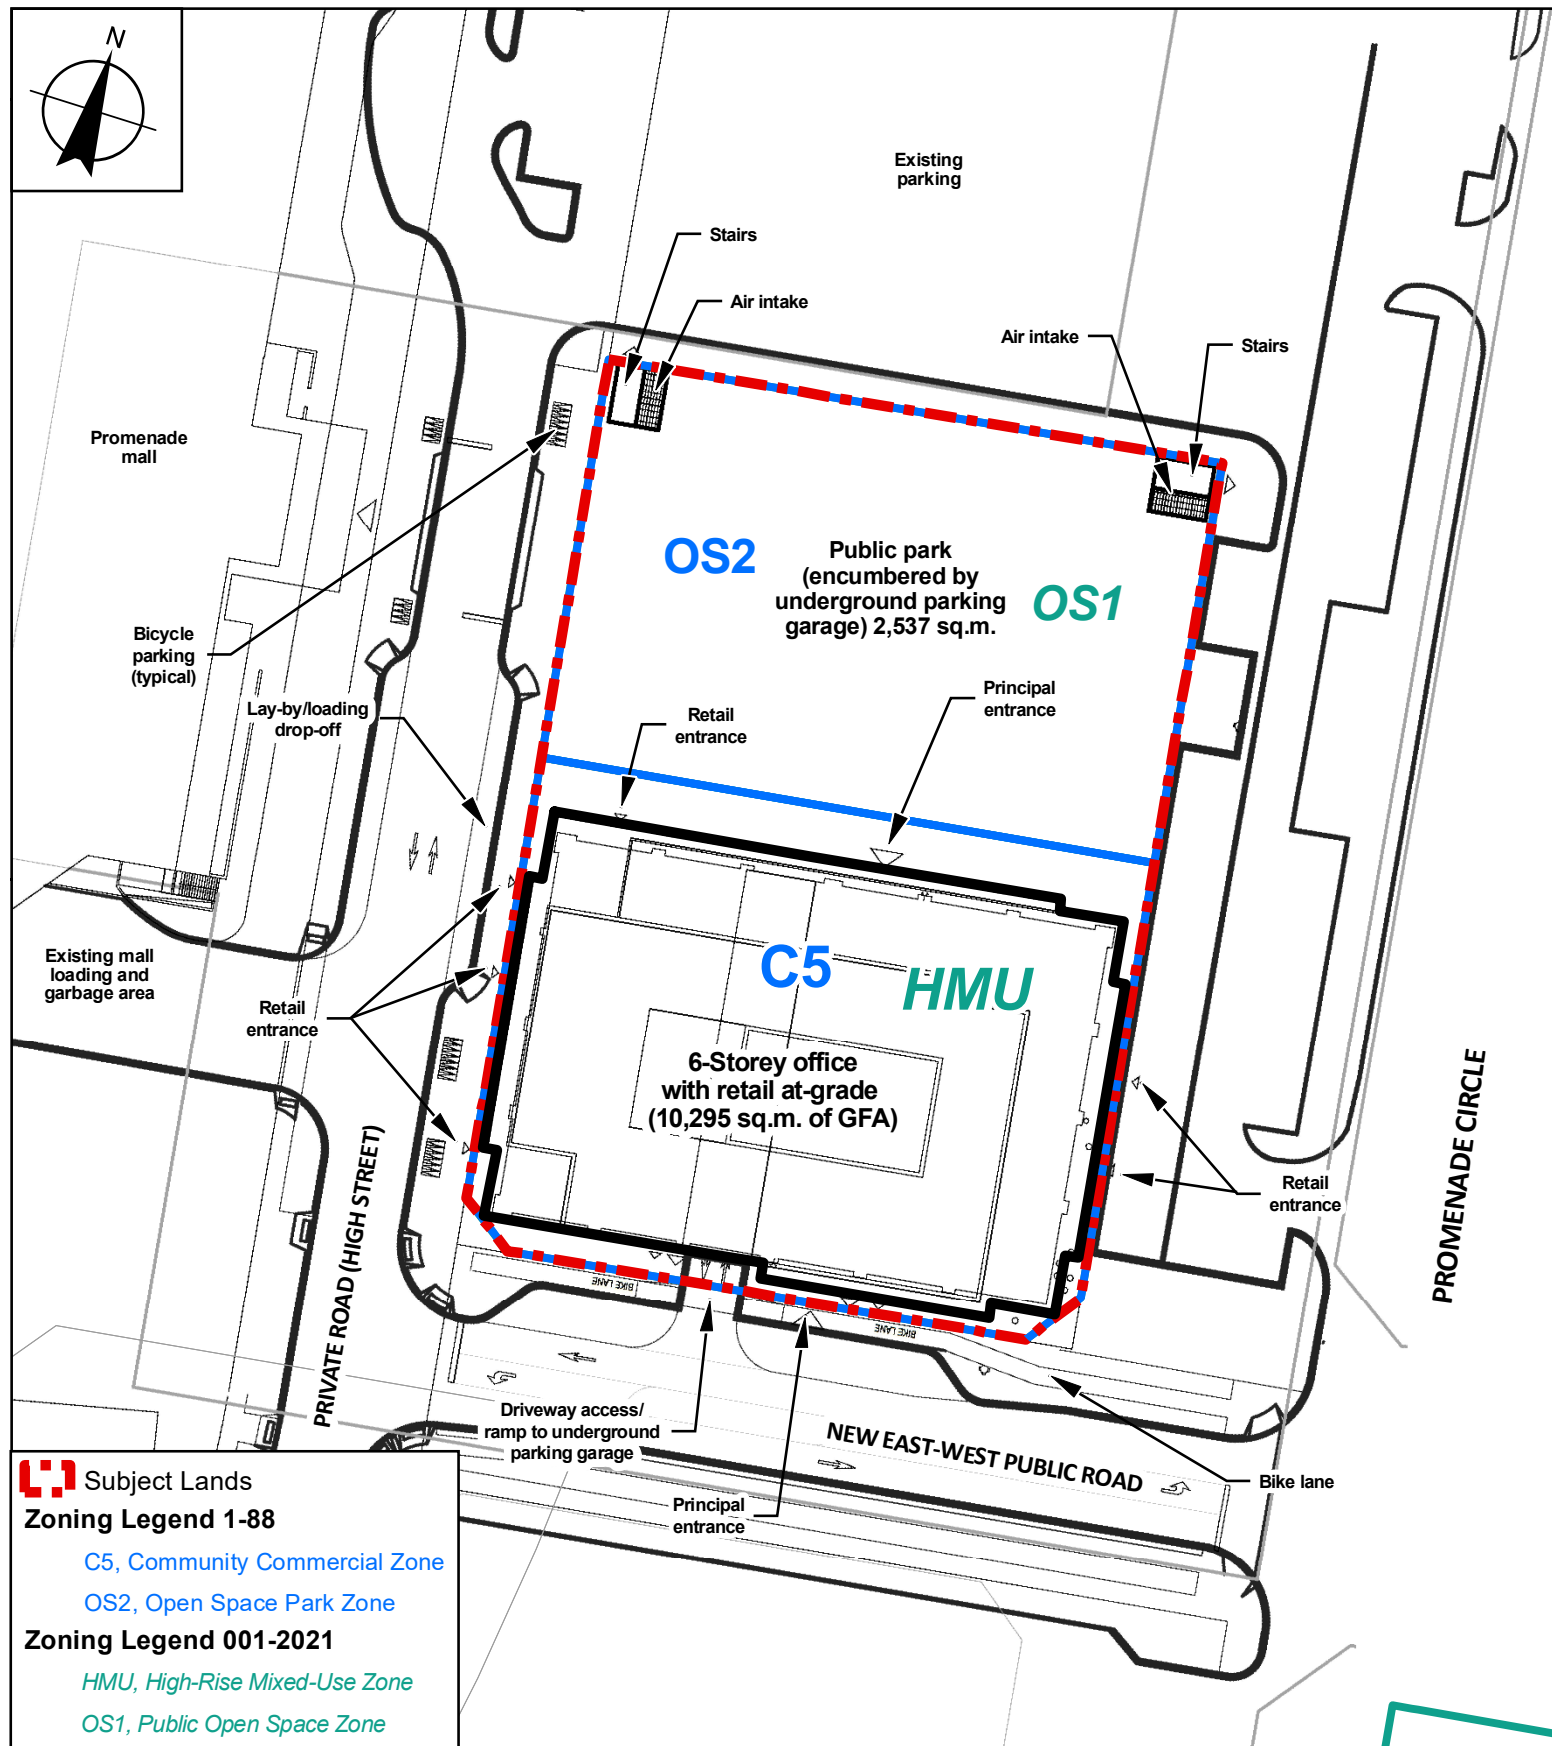 N
Existing
parking
Stairs
Air intake
Air intake
Stairs
Promenade
mall
OS2
Public park
(encumbered by
underground parking
garage) 2,537 sq.m.
OS1
Bicycle
parking
(typical)
Lay-by/loading
drop-off
Retail
entrance
Principal
entrance
Existing mall
loading and
garbage area
Retail
entrance
C5
HMU
6-Storey office
with retail at-grade
(10,295 sq.m. of GFA)
Retail
entrance
PRIVATE ROAD (HIGH STREET)
PROMENADE CIRCLE
BIKE LANE
BIKE LANE
Driveway access/
ramp to underground
parking garage
NEW EAST-WEST PUBLIC ROAD
Bike lane
Principal
entrance
Subject Lands
Zoning Legend 1-88
C5, Community Commercial Zone
OS2, Open Space Park Zone
Zoning Legend 001-2021
HMU, High-Rise Mixed-Use Zone
OS1, Public Open Space Zone